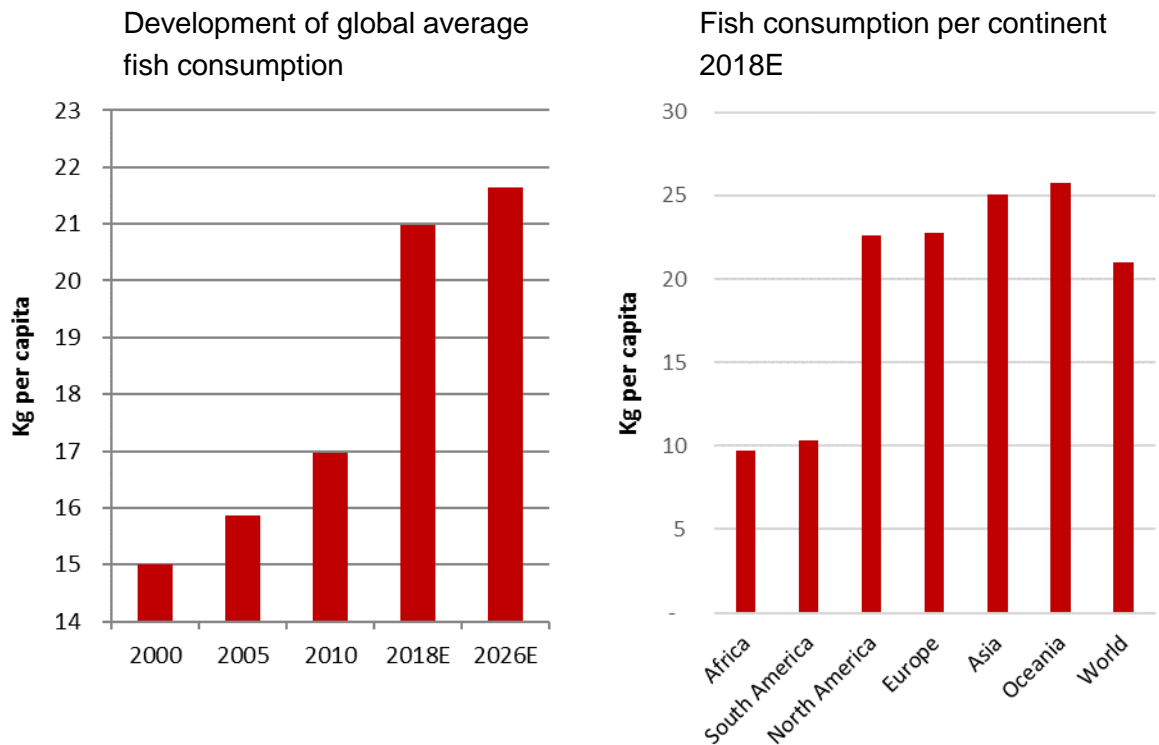 Development of global average
fish consumption
Kg per capita
23
22
21
20
19
18
17
16
15
14
2000 2005 2010 2018E 2026E
Fish consumption per continent
2018E
Kg per capita
30
25
20
15
10
5
-
Africa
South America
North America
Europe
Asia
Oceania
World